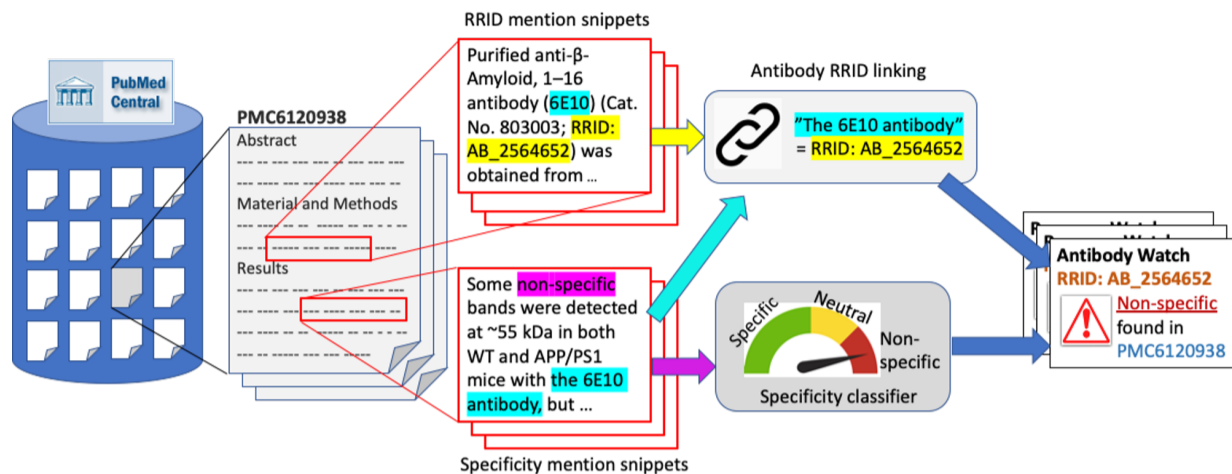 PubMed
Central
PMC6120938
Abstract
Material and Methods
Results
RRID mention snippets
Purified anti-β-
Amyloid, 1–16
antibody (6E10) (Cat.
No. 803003; RRID:
AB_2564652) was
obtained from ...
Some non-specific
bands were detected
at ~55 kDa in both
WT and APP/PS1
mice with the 6E10
antibody, but ...
Specificity mention snippets
Antibody RRID linking
”The 6E10 antibody”
= RRID: AB_2564652
Specific
Neutral
Non-
specific
Specificity classifier
Watch
Watch
Antibody Watch
RRID: AB_2564652
Non-specific
found in
PMC6120938